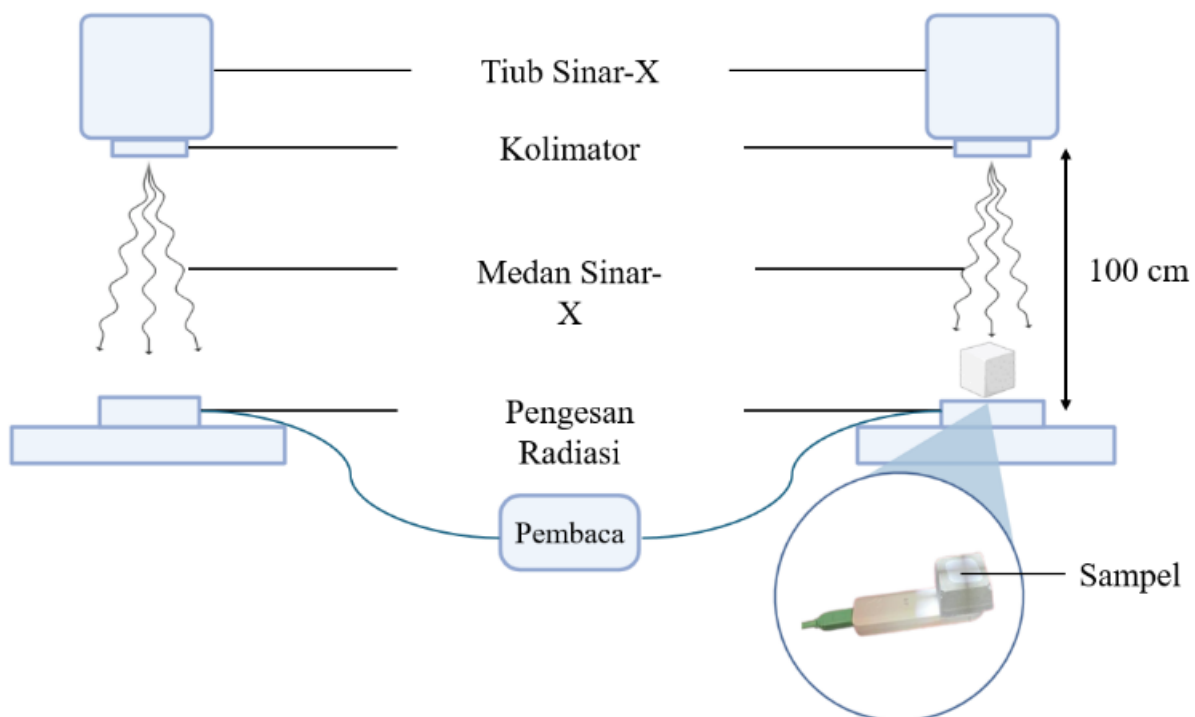 Tiub Sinar-X
Kolimator
Medan Sinar-
X
100 cm
Pengesan
Radiasi
Pembaca
Sampel